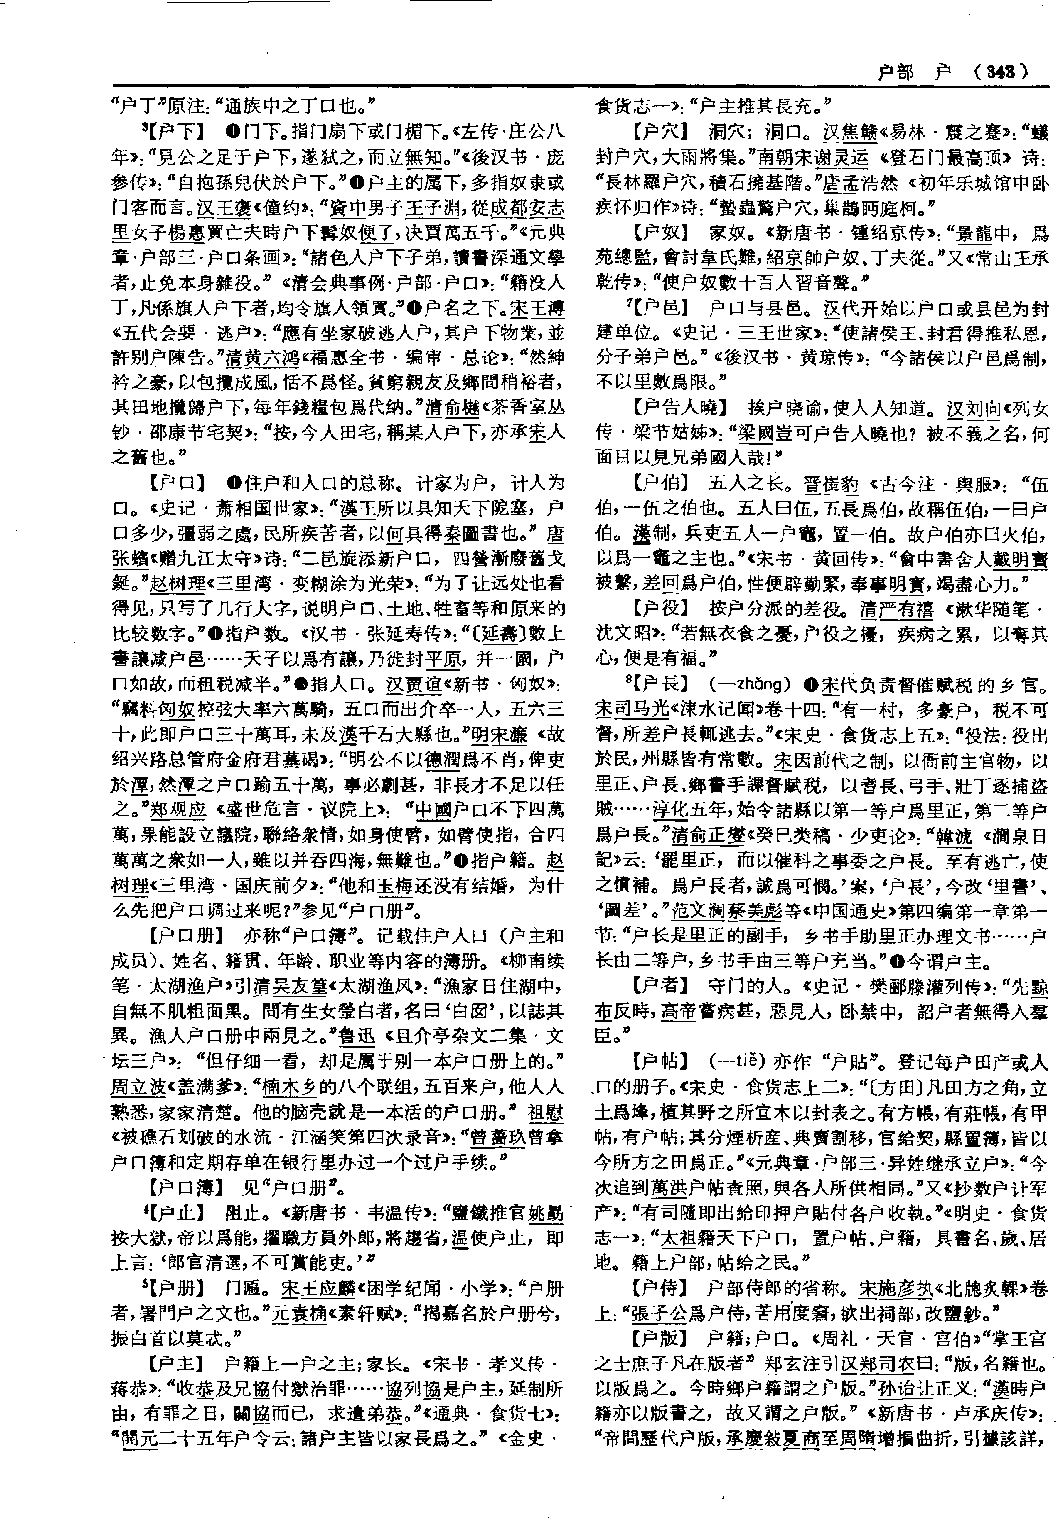 户部 户 （343）
“户丁”原注：“通族中之丁口也。”
³【户下】 ❶门下。指门扇下或门楣下。《左传·庄公八
年》：“見公之足于户下，遂弑之，而立無知。”《後汉书·庞
参传》：“自抱孫兒伏於户下。”❷户主的属下，多指奴隶或
门客而言。汉王褒《僮约》：“資中男子王子淵，從成都安志
里女子楊惠買亡夫時户下髯奴便了，决賈萬五千。”《元典
章·户部三·户口条画》：“諸色人户下子弟，讀書深通文學
者，止免本身雜役。”《清会典事例·户部·户口》：“籍没人
丁，凡係旗人户下者，均令旗人領買。”❸户名之下。宋王溥
《五代会要·逃户》：“應有坐家破逃人户，其户下物業，並
許别户陳告。”清黄六鸿《福惠全书·编审·总论》：“然紳
衿之豪，以包攬成風，恬不爲怪。貧窮親友及鄉間稍裕者，
其田地攬歸户下，每年錢糧包爲代納。”清俞樾《茶香室丛
钞·邵康节宅契》：“按，今人田宅，稱某人户下，亦承宋人
之舊也。”
【户口】 ❶住户和人口的总称。计家为户，计人为
口。《史记·萧相国世家》：“漢王所以具知天下阨塞，户
口多少，彊弱之處，民所疾苦者，以何具得秦圖書也。”唐
张蠙《赠九江太守》诗：“二邑旋添新户口，四營漸廢舊戈
鋋。”赵树理《三里湾·变糊涂为光荣》：“为了让远处也看
得见，只写了几行大字，说明户口、土地、牲畜等和原来的
比较数字。”❷指户数。《汉书·张延寿传》：“〔延壽〕數上
書讓减户邑……天子以爲有讓，乃徙封平原，并一國，户
口如故，而租税减半。”❸指人口。汉贾谊《新书·匈奴》：
“竊料匈奴控弦大率六萬騎，五口而出介卒一人，五六三
十，此即户口三十萬耳，未及漢千石大縣也。”明宋濂《故
绍兴路总管府金府君墓碣》：“明公不以德潤爲不肖，俾吏
於潭，然潭之户口踰五十萬，事必劇甚，非長才不足以任
之。”郑观应《盛世危言·议院上》：“中國户口不下四萬
萬，果能設立議院，聯絡衆情，如身使臂，如臂使指，合四
萬萬之衆如一人，雖以并吞四海，無難也。”❹指户籍。赵
树理《三里湾·国庆前夕》：“他和玉梅还没有结婚，为什
么先把户口调过来呢？”参见“户口册”。
【户口册】 亦称“户口簿”。记载住户人口（户主和
成员）、姓名、籍贯、年龄、职业等内容的簿册。《柳南续
笔·太湖渔户》引清吴友篁《太湖渔风》：“漁家日住湖中，
自無不肌粗面黑。間有生女瑩白者，名曰‘白囡’，以誌其
異。漁人户口册中兩見之。”鲁迅《且介亭杂文二集·文
坛三户》：“但仔细一看，却是属于别一本户口册上的。”
周立波《盖满爹》：“楠木乡的八个联组，五百来户，他人人
熟悉，家家清楚。他的脑壳就是一本活的户口册。”祖慰
《被礁石划破的水流·江涵笑第四次录音》：“曾蔷玖曾拿
户口簿和定期存单在银行里办过一个过户手续。”
【户口簿】 见“户口册”。
⁴【户止】 阻止。《新唐书·韦温传》：“鹽鐵推官姚勗
按大獄，帝以爲能，擢職方員外郎，將趨省，温使户止，即
上言：‘郎官清選，不可賞能吏。’”
⁵【户册】 门匾。宋王应麟《困学纪闻·小学》：“户册
者，署門户之文也。”元袁桷《素轩赋》：“揭嘉名於户册兮，
振白首以莫忒。”
【户主】 户籍上一户之主；家长。《宋书·孝义传·
蒋恭》：“收恭及兄協付獄治罪……協列協是户主，延制所
由，有罪之日，關協而已，求遣弟恭。”《通典·食货七》：
“開元二十五年户令云：諸户主皆以家長爲之。”《金史·
食货志一》：“户主推其長充。”
【户穴】 洞穴；洞口。汉焦赣《易林·震之蹇》：“蟻
封户穴，大雨將集。”南朝宋谢灵运《登石门最高顶》诗：
“長林羅户穴，積石擁基階。”唐孟浩然《初年乐城馆中卧
疾怀归作》诗：“蟄蟲驚户穴，巢鵲眄庭柯。”
【户奴】 家奴。《新唐书·锺绍京传》：“景龍中，爲
苑總監，會討韋氏難，紹京帥户奴、丁夫從。”又《常山王承
乾传》：“使户奴數十百人習音聲。”
⁷【户邑】 户口与县邑。汉代开始以户口或县邑为封
建单位。《史记·三王世家》：“使諸侯王、封君得推私恩，
分子弟户邑。”《後汉书·黄琼传》：“今諸侯以户邑爲制，
不以里數爲限。”
【户告人曉】 挨户晓谕，使人人知道。汉刘向《列女
传·梁节姑姊》：“梁國豈可户告人曉也？被不義之名，何
面目以見兄弟國人哉！”
【户伯】 五人之长。晋崔豹《古今注·舆服》：“伍
伯，一伍之伯也。五人曰伍，五長爲伯，故稱伍伯，一曰户
伯。漢制，兵吏五人一户竈，置一伯。故户伯亦曰火伯，
以爲一竈之主也。”《宋书·黄回传》：“會中書舍人戴明寶
被繫，差回爲户伯，性便辟勤緊，奉事明寶，竭盡心力。”
【户役】 按户分派的差役。清严有禧《漱华随笔·
沈文昭》：“若無衣食之憂，户役之擾，疾病之累，以奪其
心，便是有福。”
⁸【户長】 （—zhǎng）❶宋代负责督催赋税的乡官。
宋司马光《涑水记闻》卷十四：“有一村，多豪户，税不可
督，所差户長輒逃去。”《宋史·食货志上五》：“役法：役出
於民，州縣皆有常數。宋因前代之制，以衙前主官物，以
里正、户長、鄉書手課督賦税，以耆長、弓手、壯丁逐捕盗
賊……淳化五年，始令諸縣以第一等户爲里正，第二等户
爲户長。”清俞正燮《癸巳类稿·少吏论》：“韓淲《澗泉日
記》云：‘罷里正，而以催科之事委之户長。至有逃亡，使
之償補。爲户長者，誠爲可憫。’案，‘户長’，今改‘里書’、
‘圖差’。”范文澜蔡美彪等《中国通史》第四编第一章第一
节：“户长是里正的副手，乡书手助里正办理文书……户
长由二等户，乡书手由三等户充当。”❷今谓户主。
【户者】 守门的人。《史记·樊郦滕灌列传》：“先黥
布反時，高帝嘗病甚，惡見人，卧禁中，詔户者無得入羣
臣。”
【户帖】 （—tiě）亦作“户貼”。登记每户田产或人
口的册子。《宋史·食货志上二》：“〔方田〕凡田方之角，立
土爲埄，植其野之所宜木以封表之。有方帳，有莊帳，有甲
帖，有户帖；其分煙析産、典賣割移，官給契，縣置簿，皆以
今所方之田爲正。”《元典章·户部三·异姓继承立户》：“今
次追到萬洪户帖查照，與各人所供相同。”又《抄数户计军
产》：“有司隨即出給印押户貼付各户收執。”《明史·食货
志一》：“太祖籍天下户口，置户帖、户籍，具書名、歲、居
地。籍上户部，帖給之民。”
【户侍】 户部侍郎的省称。宋施彦执《北牎炙輠》卷
上：“張子公爲户侍，苦用度窘，欲出祠部，改鹽鈔。”
【户版】 户籍；户口。《周礼·天官·宫伯》“掌王宫
之士庶子凡在版者”郑玄注引汉郑司农曰：“版，名籍也。
以版爲之。今時鄉户籍謂之户版。”孙诒让正义：“漢時户
籍亦以版書之，故又謂之户版。”《新唐书·卢承庆传》：
“帝問歷代户版，承慶敍夏商至周隋增損曲折，引據該詳，